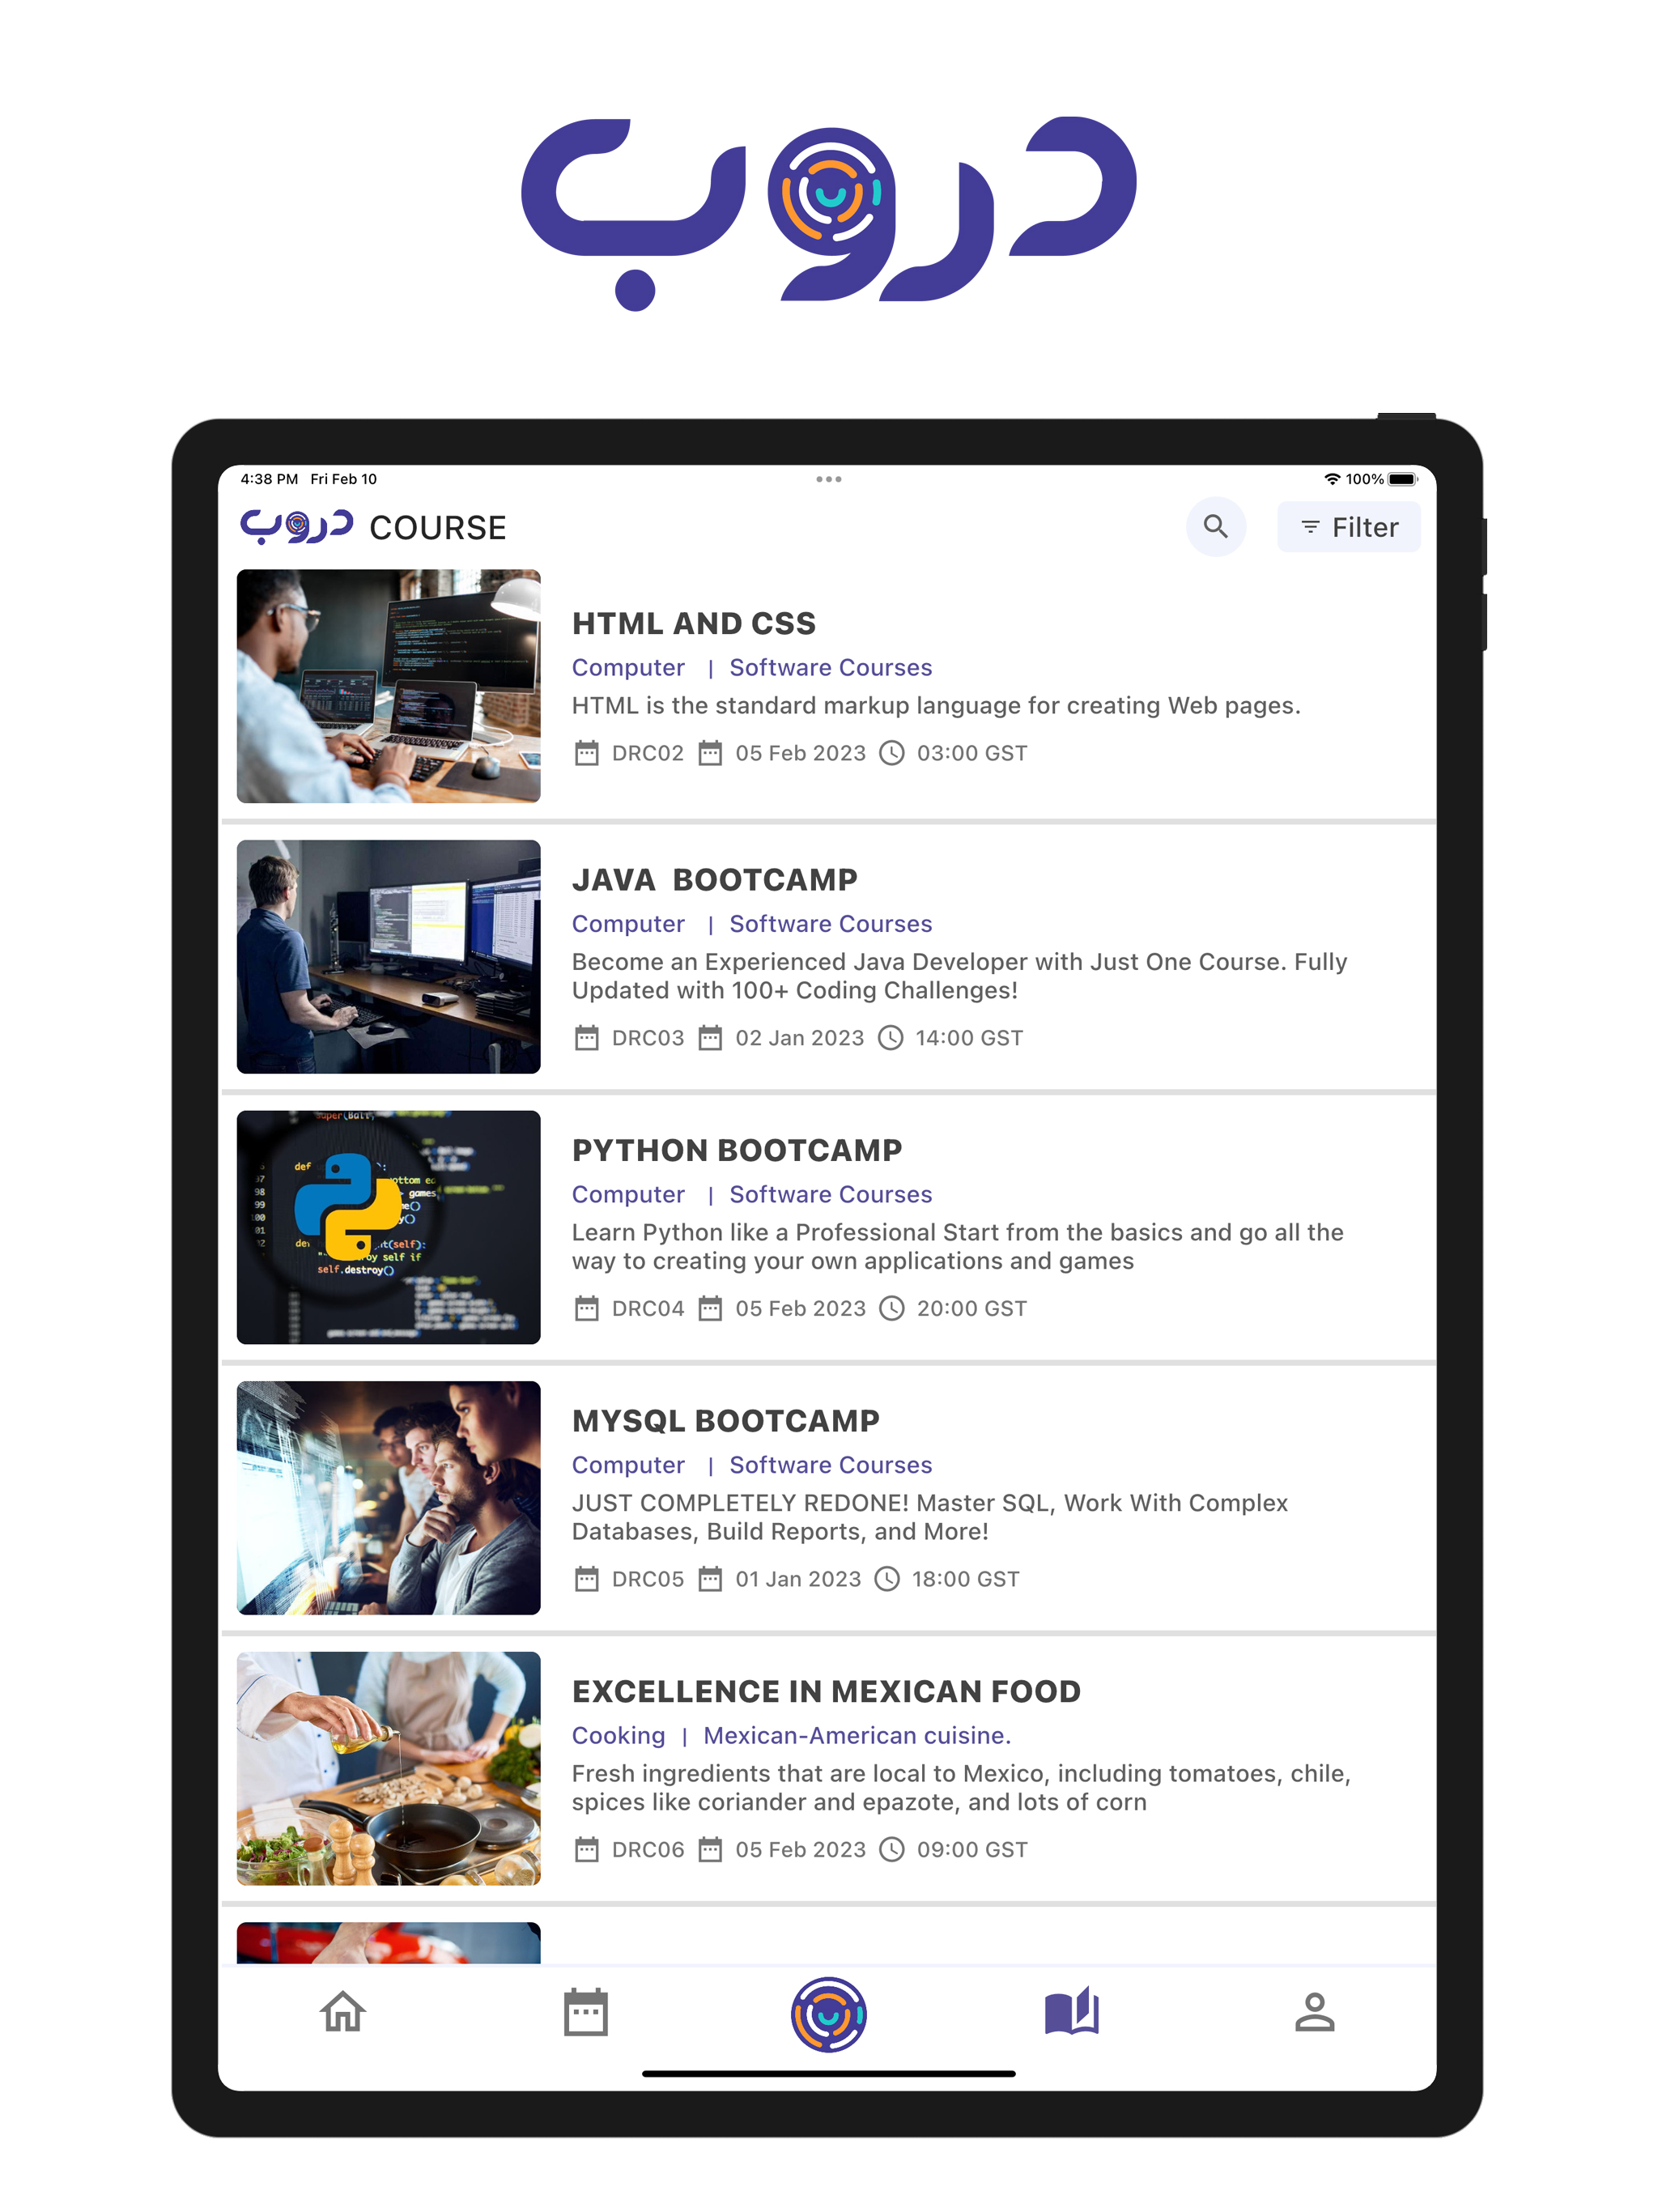 دروب
4:38 PM Fri Feb 10
100%
دروب COURSE
Filter
HTML AND CSS
Computer | Software Courses
HTML is the standard markup language for creating Web pages.
DRC02 05 Feb 2023 03:00 GST
JAVA BOOTCAMP
Computer | Software Courses
Become an Experienced Java Developer with Just One Course. Fully
Updated with 100+ Coding Challenges!
DRC03 02 Jan 2023 14:00 GST
PYTHON BOOTCAMP
Computer | Software Courses
Learn Python like a Professional Start from the basics and go all the
way to creating your own applications and games
DRC04 05 Feb 2023 20:00 GST
MYSQL BOOTCAMP
Computer | Software Courses
JUST COMPLETELY REDONE! Master SQL, Work With Complex
Databases, Build Reports, and More!
DRC05 01 Jan 2023 18:00 GST
EXCELLENCE IN MEXICAN FOOD
Cooking | Mexican-American cuisine.
Fresh ingredients that are local to Mexico, including tomatoes, chile,
spices like coriander and epazote, and lots of corn
DRC06 05 Feb 2023 09:00 GST